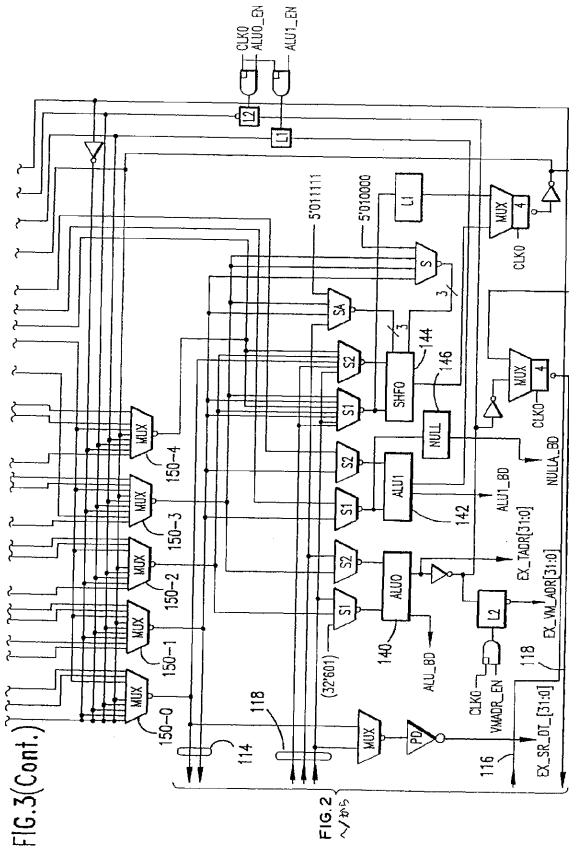 FIG.3(Cont.)
CLK0
ALU0_EN
ALU1_EN
L2
L1
MUX
MUX
MUX
MUX
MUX
150-0
150-1
150-2
150-3
150-4
114
118
5'011111
5'010000
S1
S2
S1
S2
S1
S2
SA
S
3
3
L1
(32'b01)
ALU0
ALU1
SHF0
NULL
140
142
144
146
MUX
4
CLK0
MUX
4
CLK0
MUX
PD
ALU_BD
ALU1_BD
NULLA_BD
L2
CLK0
VMADR_EN
EX_TADR[31:0]
EX_VM_ADR[31:0]
EX_SR_DT_[31:0]
116
118
FIG. 2
へ/から